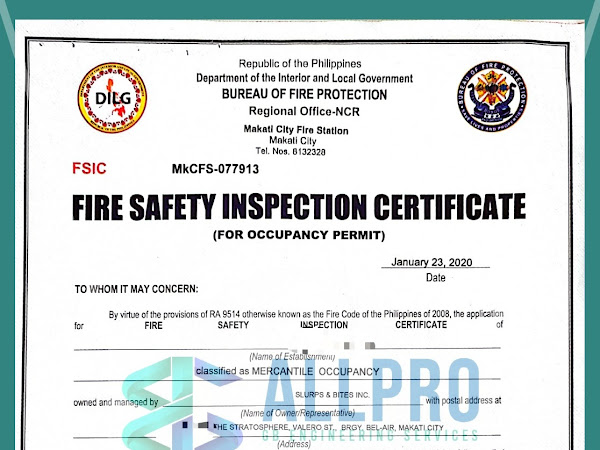 Republic of the Philippines
Department of the Interior and Local Government
BUREAU OF FIRE PROTECTION
Regional Office-NCR
Makati City Fire Station
Makati City
Tel. Nos. 8132328
DILG
BUREAU OF FIRE PROTECTION
FSIC MkCFS-077913
FIRE SAFETY INSPECTION CERTIFICATE
(FOR OCCUPANCY PERMIT)
January 23, 2020
Date
TO WHOM IT MAY CONCERN:
By virtue of the provisions of RA 9514 otherwise known as the Fire Code of the Philippines of 2008, the application
for FIRE SAFETY INSPECTION CERTIFICATE of
(Name of Establishment)
classified as MERCANTILE OCCUPANCY
SLURPS & BITES INC.
owned and managed by with postal address at
(Name of Owner/Representative)
THE STRATOSPHERE, VALERO ST., BRGY. BEL-AIR, MAKATI CITY
(Address)
ALLPRO
GB ENGINEERING SERVICES